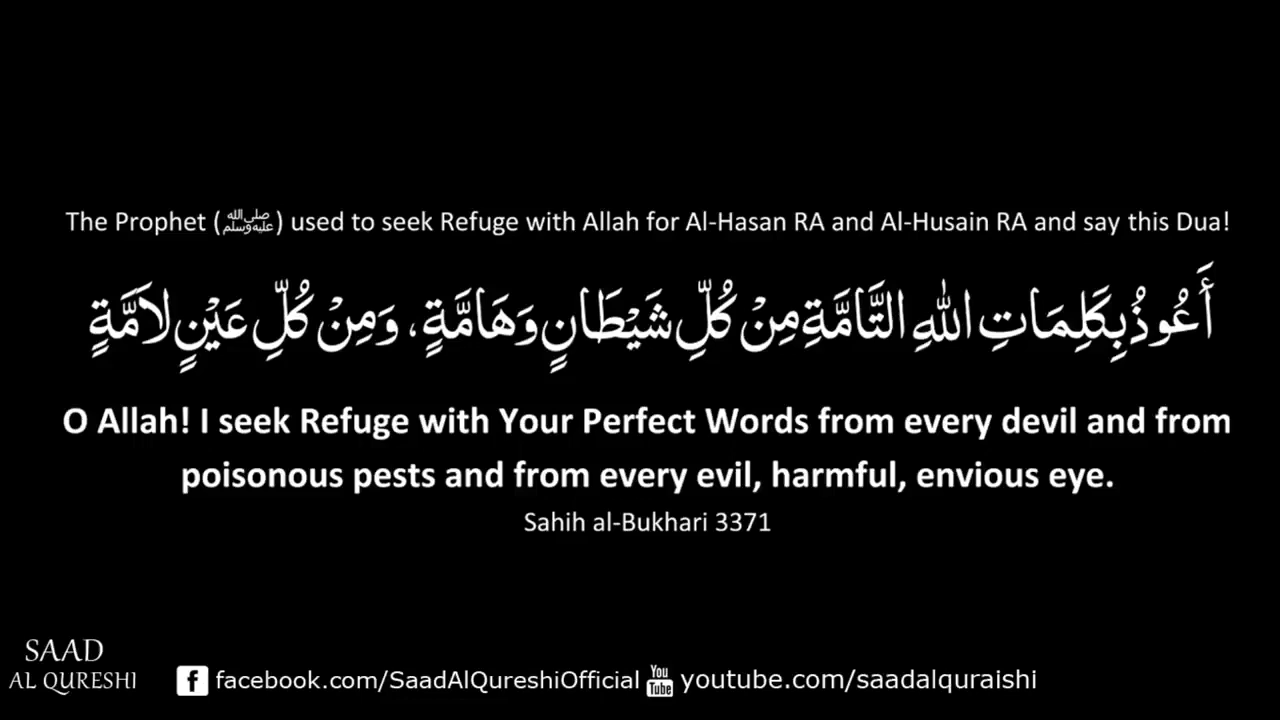 The Prophet (ﷺ) used to seek Refuge with Allah for Al-Hasan RA and Al-Husain RA and say this Dua!
أَعُوذُ بِكَلِمَاتِ اللهِ التَّامَّةِ مِنْ كُلِّ شَيْطَانٍ وَهَامَّةٍ، وَمِنْ كُلِّ عَيْنٍ لاَمَّةٍ
O Allah! I seek Refuge with Your Perfect Words from every devil and from
poisonous pests and from every evil, harmful, envious eye.
Sahih al-Bukhari 3371
SAAD
AL QURESHI
f facebook.com/SaadAlQureshiOfficial You Tube youtube.com/saadalquraishi